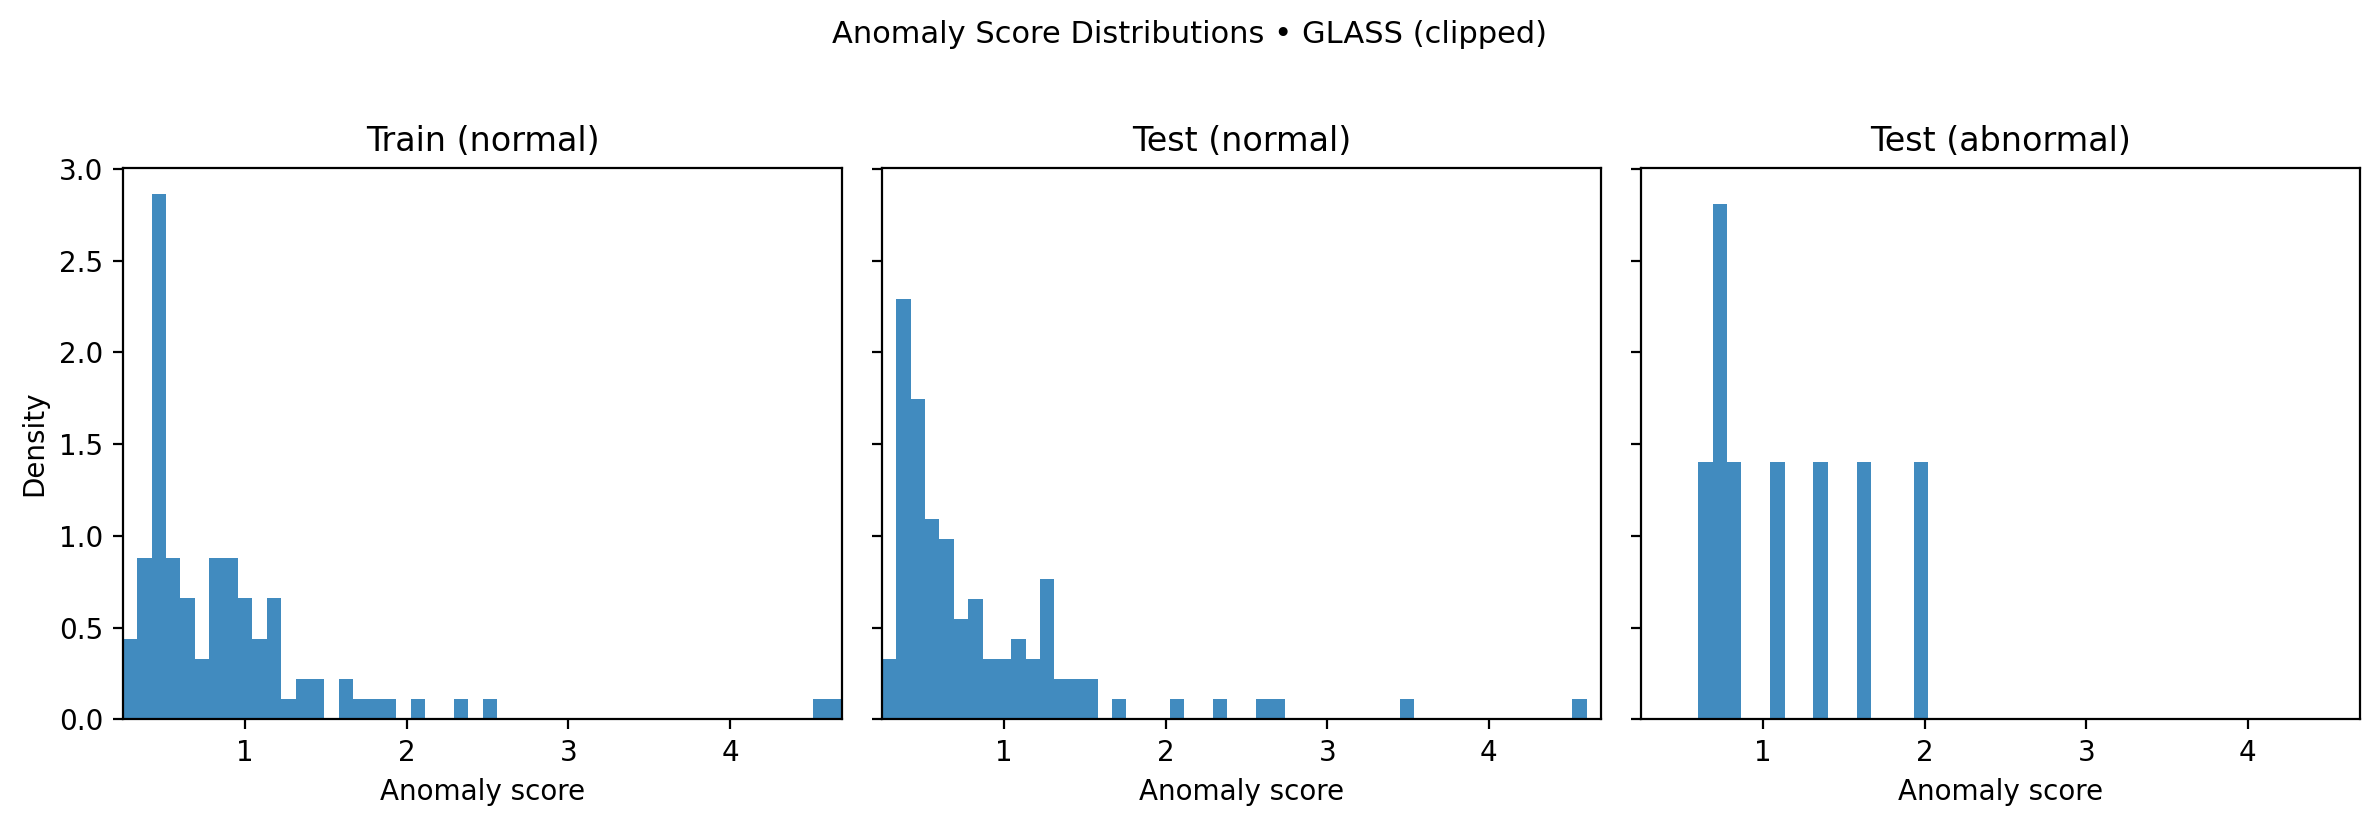 Anomaly Score Distributions • GLASS (clipped)
Train (normal)
Test (normal)
Test (abnormal)
3.0
2.5
2.0
1.5
1.0
0.5
0.0
Density
1 2 3 4
1 2 3 4
1 2 3 4
Anomaly score
Anomaly score
Anomaly score